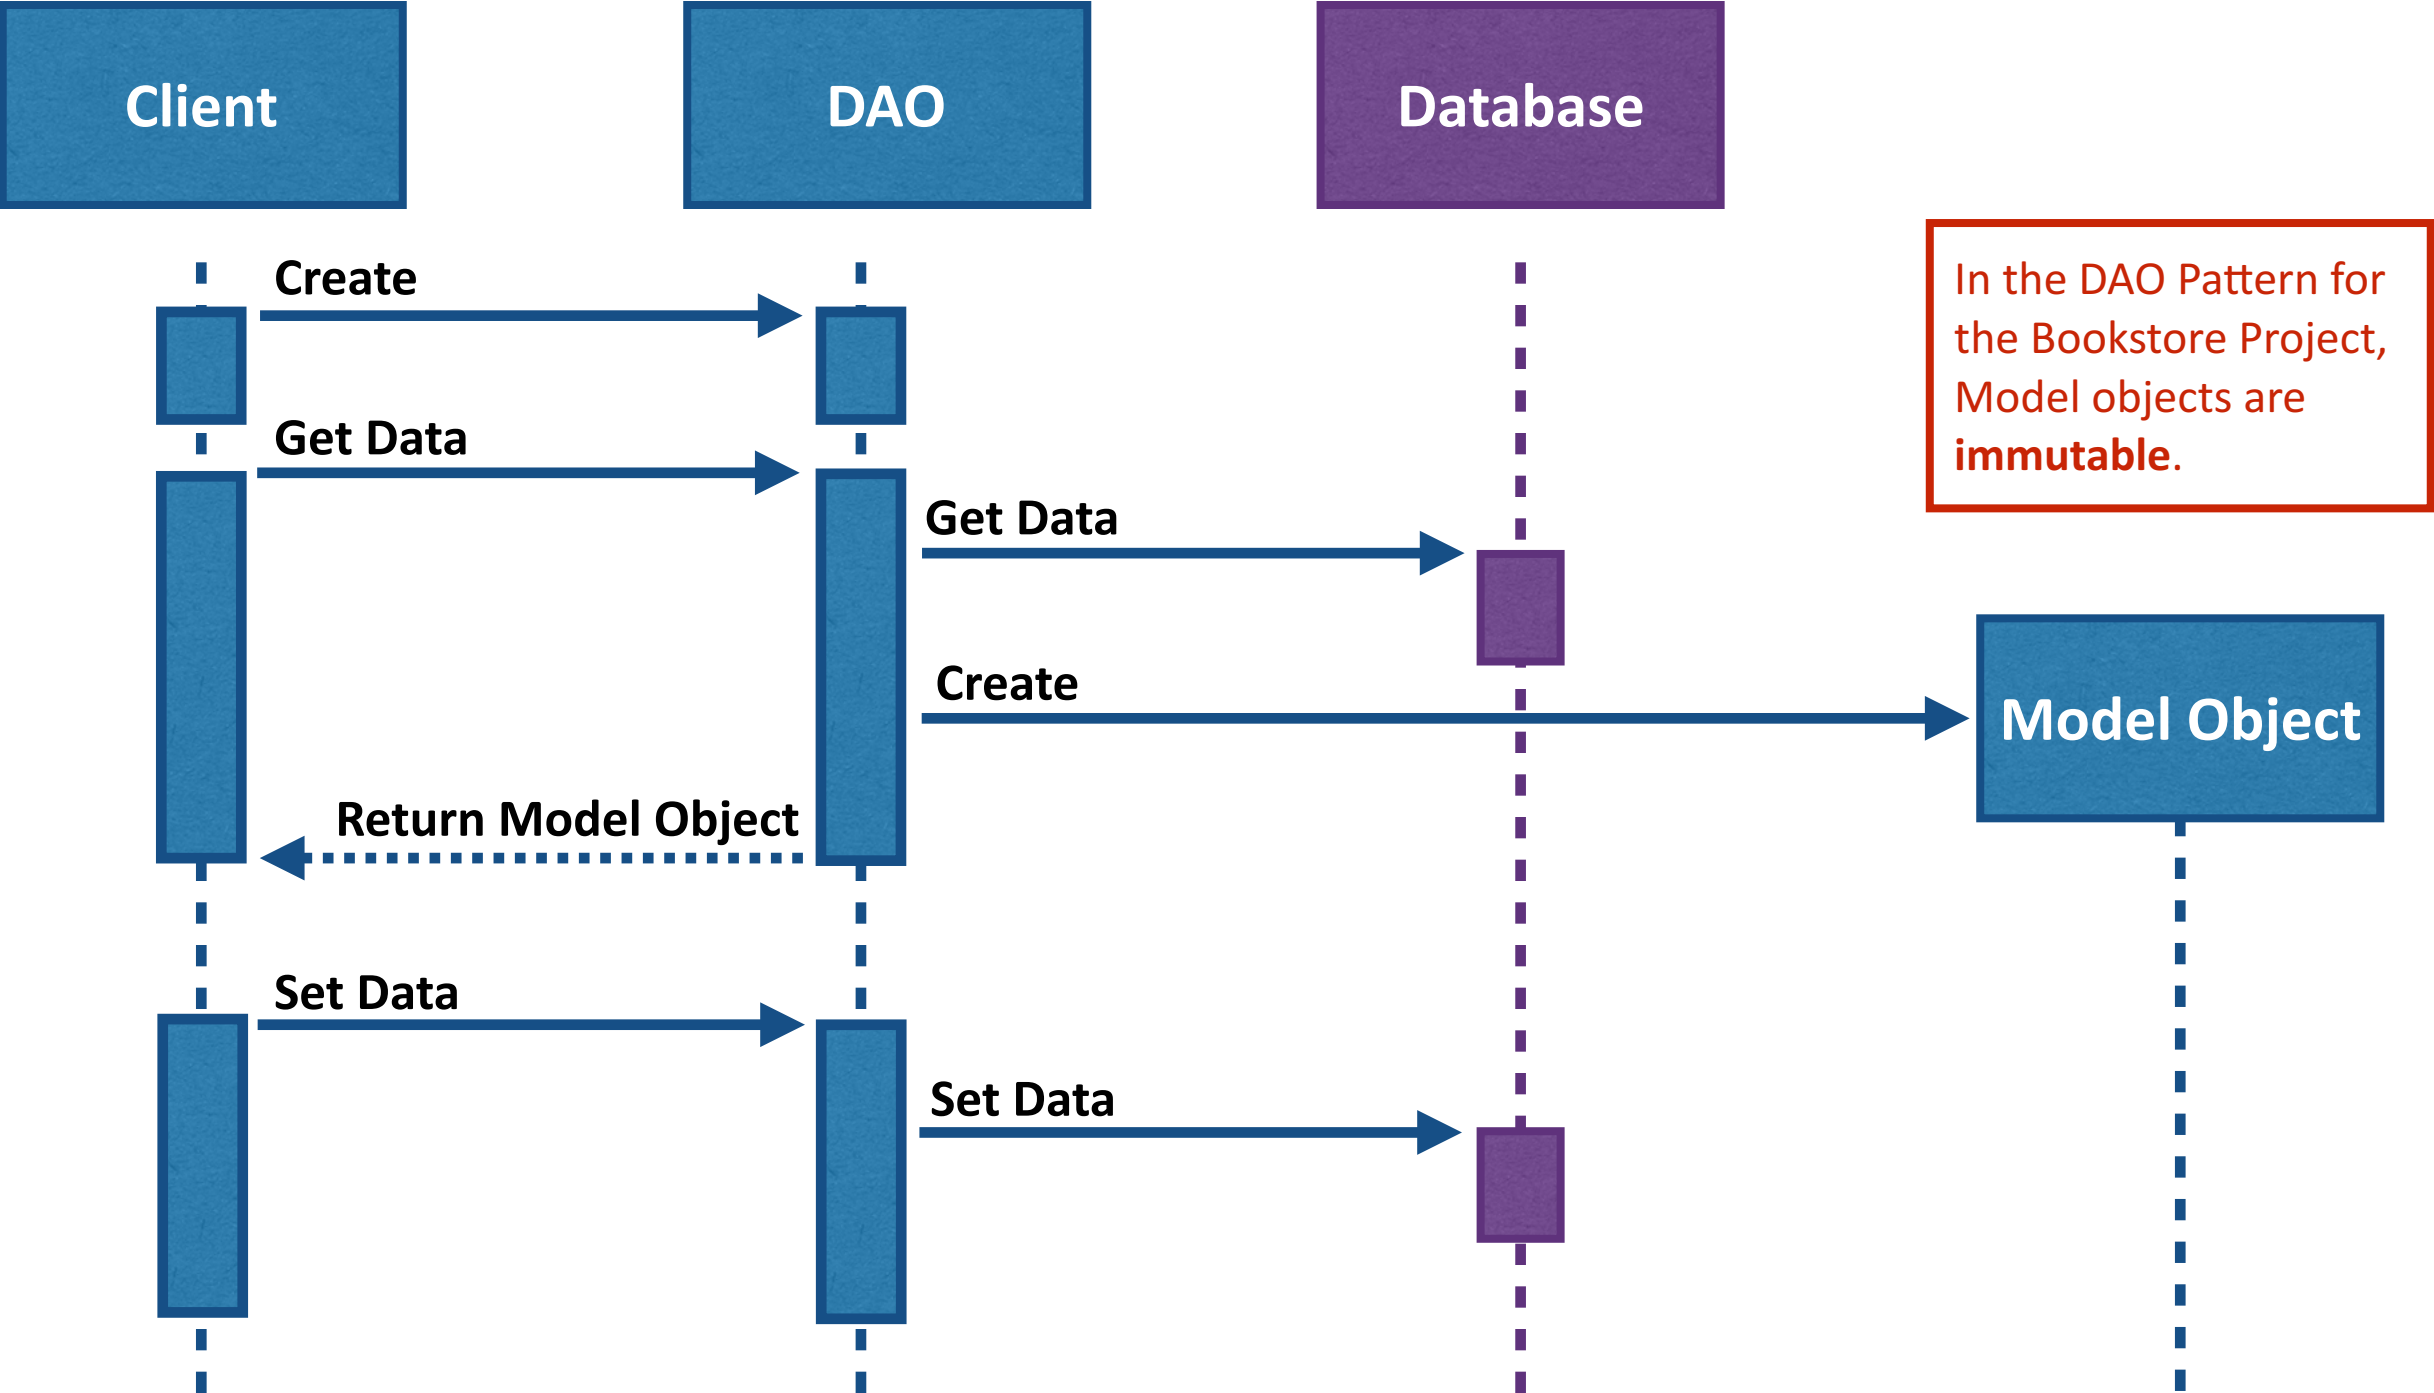 Client
DAO
Database
In the DAO Pattern for
the Bookstore Project,
Model objects are
immutable.
Create
Get Data
Get Data
Create
Model Object
Return Model Object
Set Data
Set Data